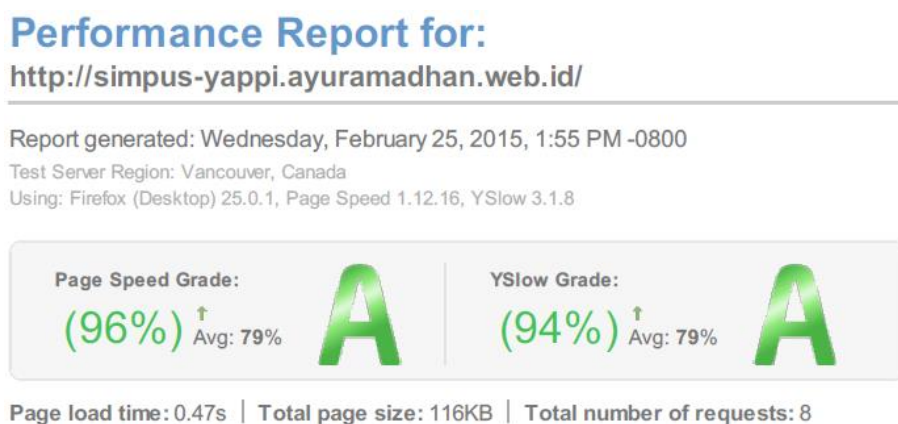 Performance Report for:
http://simpus-yappi.ayuramadhan.web.id/
Report generated: Wednesday, February 25, 2015, 1:55 PM -0800
Test Server Region: Vancouver, Canada
Using: Firefox (Desktop) 25.0.1, Page Speed 1.12.16, YSlow 3.1.8
Page Speed Grade:
(96%) Avg: 79%
A
YSlow Grade:
(94%) Avg: 79%
A
Page load time: 0.47s | Total page size: 116KB | Total number of requests: 8